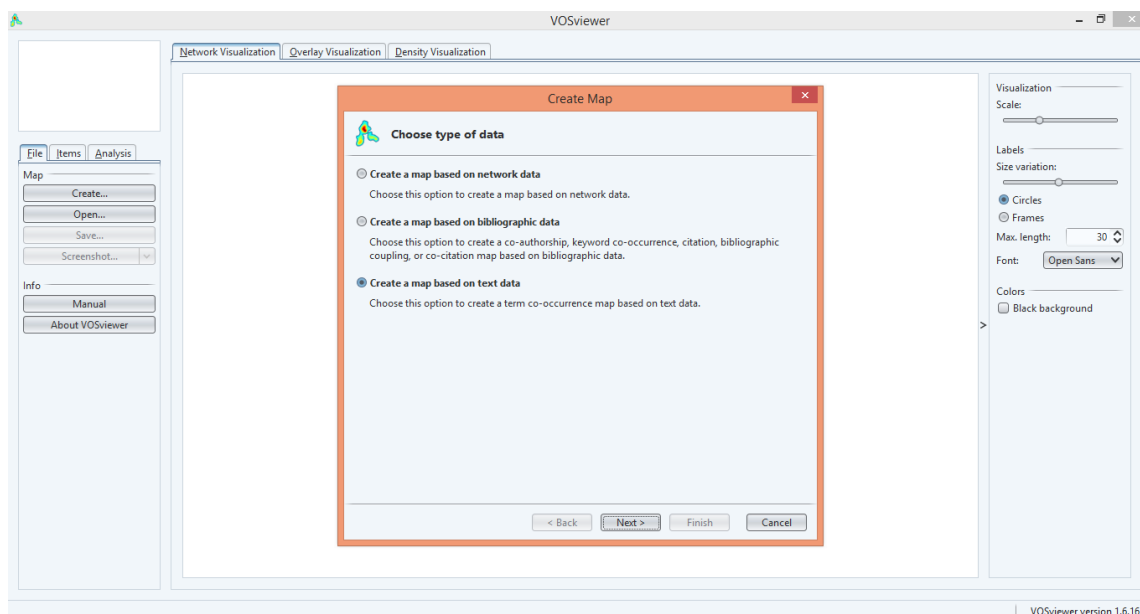 VOSviewer
Network Visualization Overlay Visualization Density Visualization
File Items Analysis
Map
Create...
Open...
Save...
Screenshot...
Info
Manual
About VOSviewer
Create Map
Choose type of data
Create a map based on network data
Choose this option to create a map based on network data.
Create a map based on bibliographic data
Choose this option to create a co-authorship, keyword co-occurrence, citation, bibliographic
coupling, or co-citation map based on bibliographic data.
Create a map based on text data
Choose this option to create a term co-occurrence map based on text data.
< Back Next > Finish Cancel
Visualization
Scale:
Labels
Size variation:
Circles
Frames
Max. length: 30
Font: Open Sans
Colors
Black background
>
VOSviewer version 1.6.16